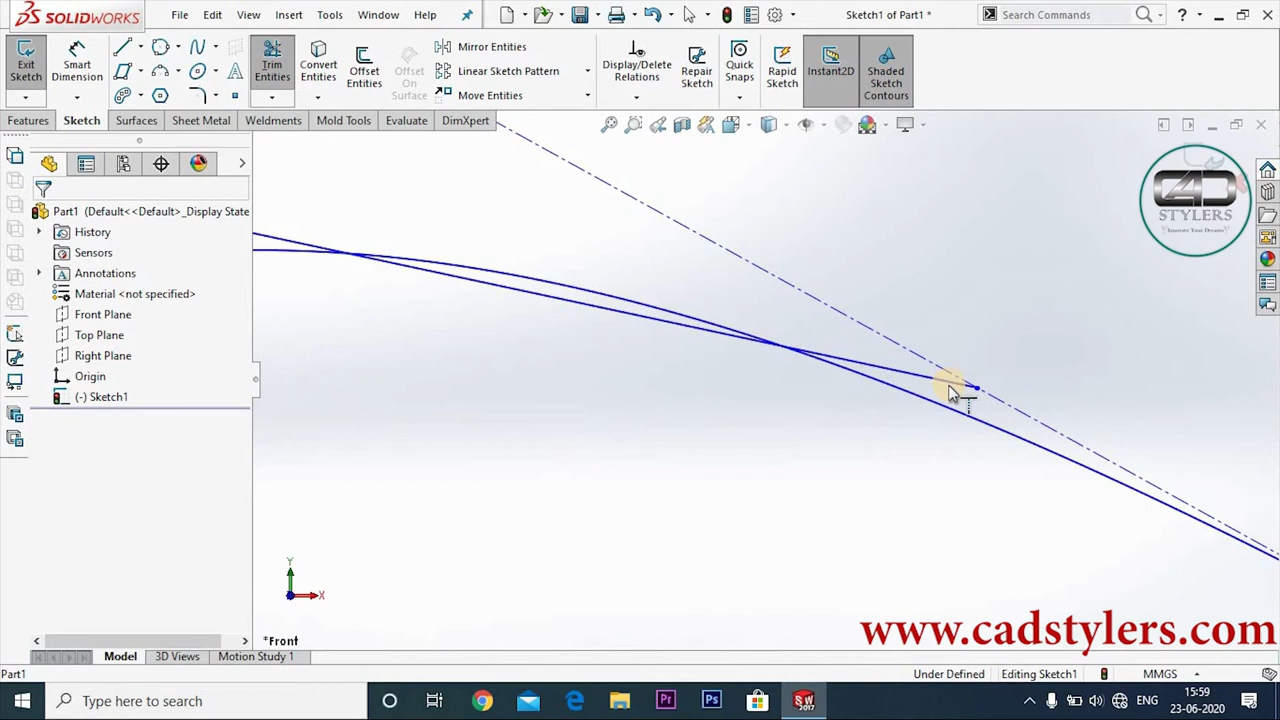 SOLIDWORKS File Edit View Insert Tools Window Help Sketch1 of Part1 * Search Commands ?
Exit Sketch
Smart Dimension
Trim Entities
Convert Entities
Offset Entities
Offset On Surface
Mirror Entities
Linear Sketch Pattern
Move Entities
Display/Delete Relations
Repair Sketch
Quick Snaps
Rapid Sketch
Instant2D
Shaded Sketch Contours
Features Sketch Surfaces Sheet Metal Weldments Mold Tools Evaluate DimXpert
Part1 (Default<<Default>_Display State
History
Sensors
Annotations
Material <not specified>
Front Plane
Top Plane
Right Plane
Origin
(-) Sketch1
CAD
STYLERS
Y
X
*Front
www.cadstylers.com
Model 3D Views Motion Study 1
Part1 Under Defined Editing Sketch1 MMGS
Type here to search
Pr
Ps
SW
2017
ENG
15:59
23-06-2020